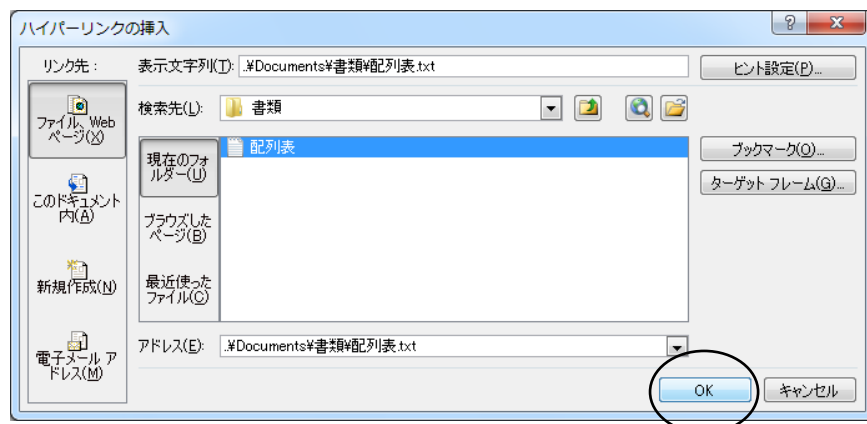 ハイパーリンクの挿入
リンク先：
表示文字列(T): .¥Documents¥書類¥配列表.txt
ヒント設定(P)...
ファイル、Web
ページ(X)
検索先(L): 書類
現在のフォ
ルダー(U)
配列表
ブックマーク(O)...
ターゲット フレーム(G)...
このドキュメント
内(A)
ブラウズした
ページ(B)
新規作成(N)
最近使った
ファイル(C)
電子メール ア
ドレス(M)
アドレス(E): .¥Documents¥書類¥配列表.txt
OK
キャンセル